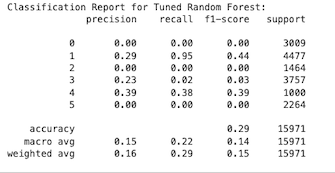 Classification Report for Tuned Random Forest:
precision recall f1-score support
0 0.00 0.00 0.00 3009
1 0.29 0.95 0.44 4477
2 0.00 0.00 0.00 1464
3 0.23 0.02 0.03 3757
4 0.39 0.38 0.39 1000
5 0.00 0.00 0.00 2264
accuracy 0.29 15971
macro avg 0.15 0.22 0.14 15971
weighted avg 0.16 0.29 0.15 15971